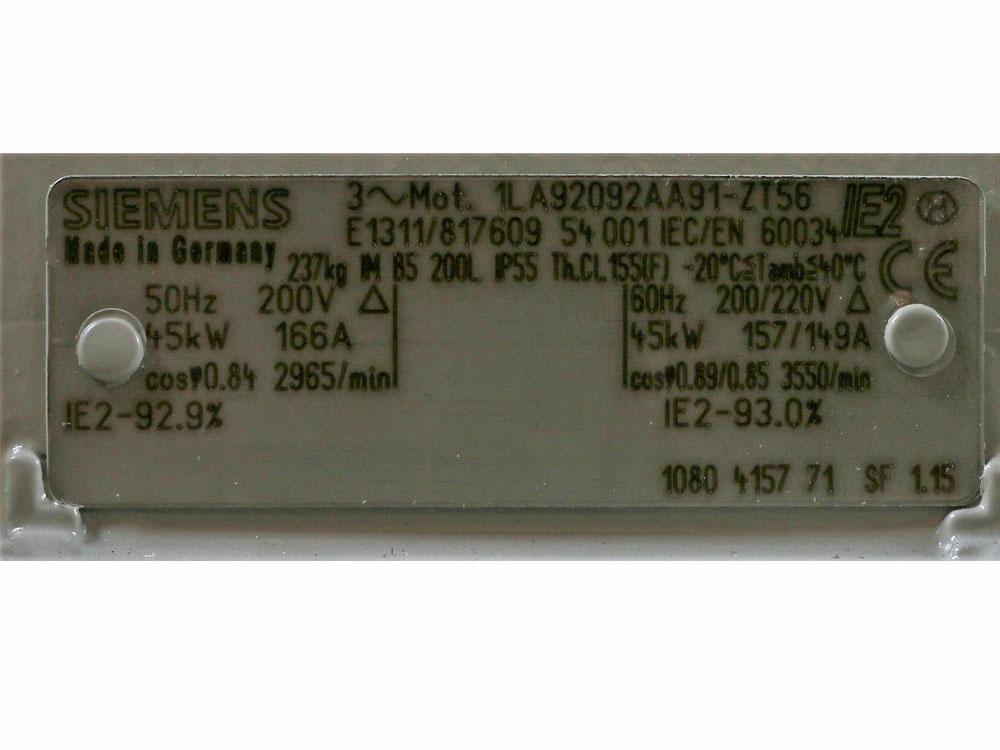 SIEMENS 3~Mot. 1LA92092AA91-ZT56 IE2 H
Made in Germany E1311/817609 54 001 IEC/EN 60034 CE
237kg IM B5 200L IP55 Th.Cl.155(F) -20°C≤Tamb≤40°C
50Hz 200V Δ 60Hz 200/220V Δ
45kW 166A 45kW 157/149A
cosφ0.84 2965/min cosφ0.89/0.85 3550/min
IE2-92.9% IE2-93.0%
1080 4157 71 SF 1.15